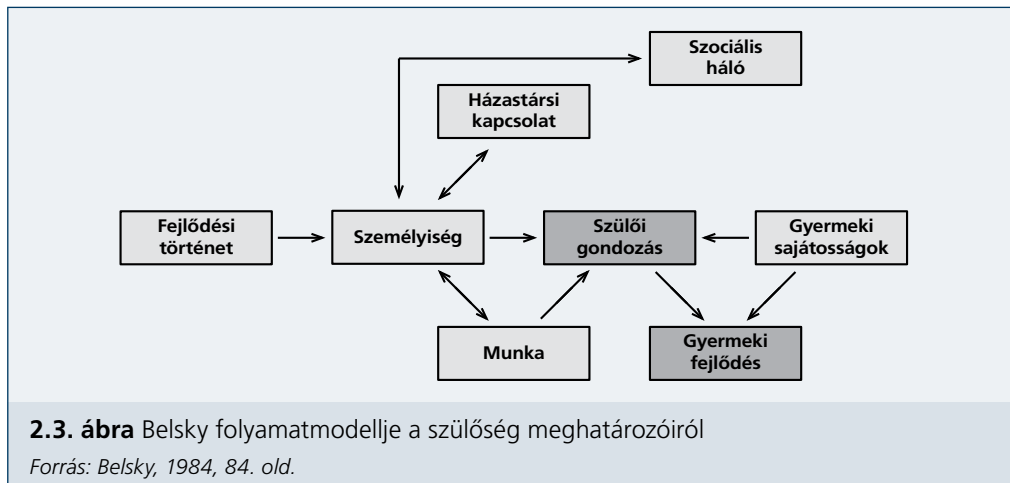 Szociális
háló
Házastársi
kapcsolat
Fejlődési
történet
Személyiség
Szülői
gondozás
Gyermeki
sajátosságok
Munka
Gyermeki
fejlődés
2.3. ábra Belsky folyamatmodellje a szülőség meghatározóiról
Forrás: Belsky, 1984, 84. old.